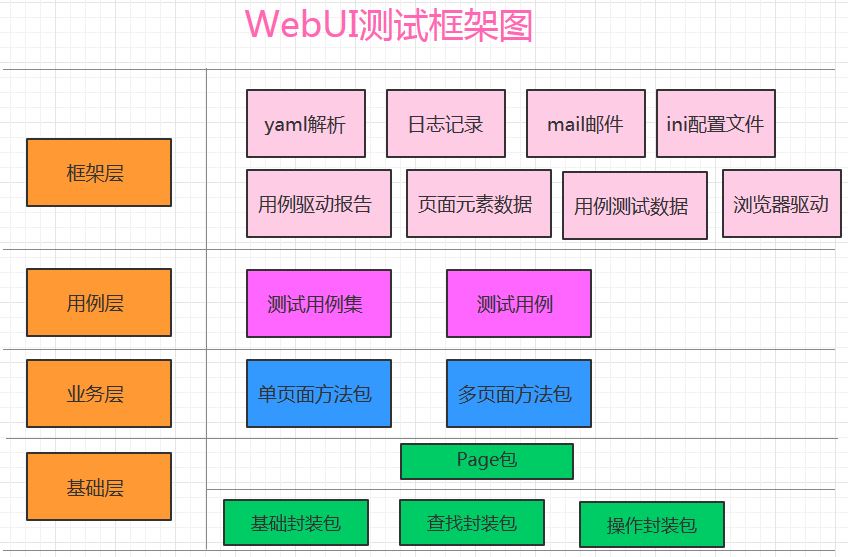 WebUI测试框架图
框架层
yaml解析
日志记录
mail邮件
ini配置文件
用例驱动报告
页面元素数据
用例测试数据
浏览器驱动
用例层
测试用例集
测试用例
业务层
单页面方法包
多页面方法包
基础层
Page包
基础封装包
查找封装包
操作封装包